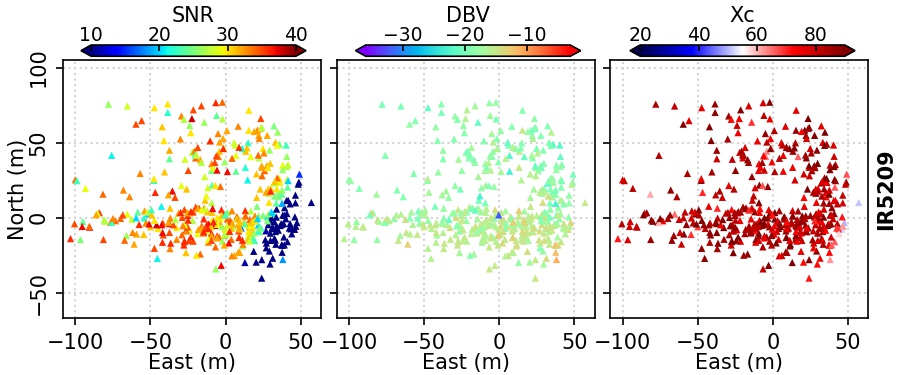 SNR DBV Xc
10 20 30 40 −30 −20 −10 20 40 60 80
100
50
0
−50
North (m)
−100 −50 0 50 −100 −50 0 50 −100 −50 0 50
East (m) East (m) East (m)
IR5209